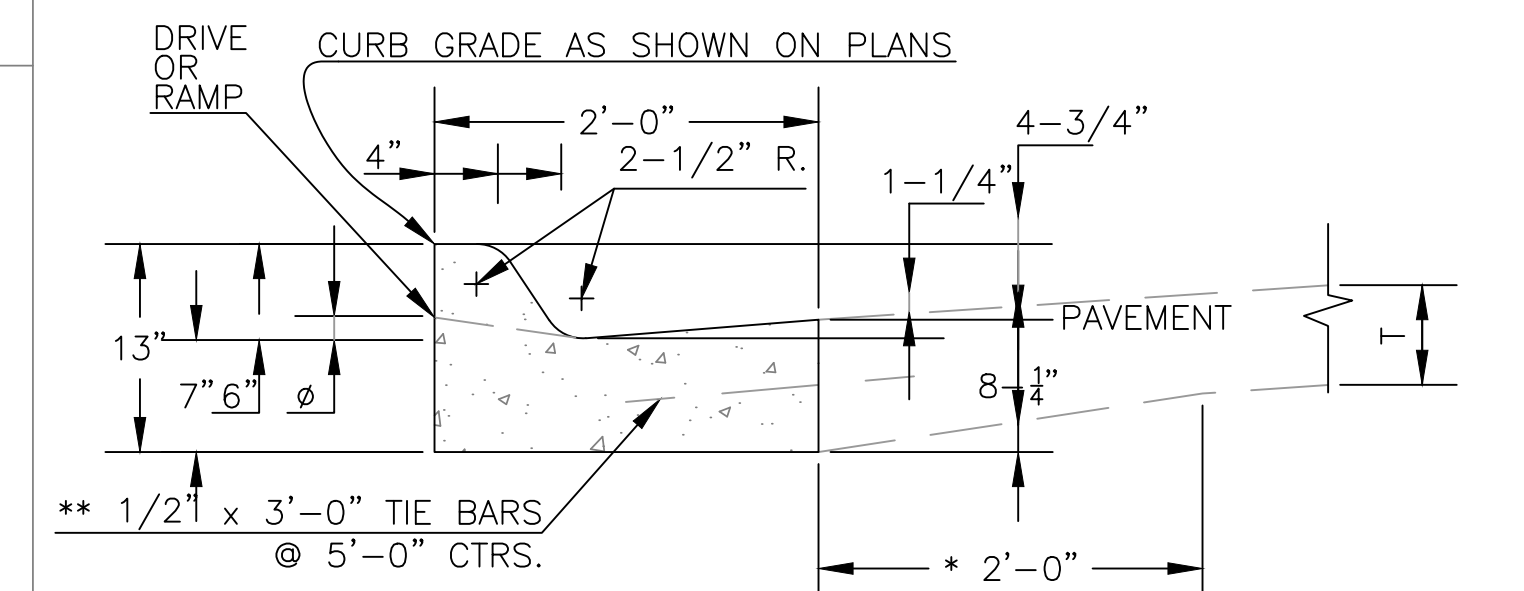 DRIVE
OR
RAMP
CURB GRADE AS SHOWN ON PLANS
2'-0"
4"
2-1/2" R.
4-3/4"
1-1/4"
PAVEMENT
13"
7"
6"
ø
8-1/4"
T
** 1/2" x 3'-0" TIE BARS
@ 5'-0" CTRS.
* 2'-0"